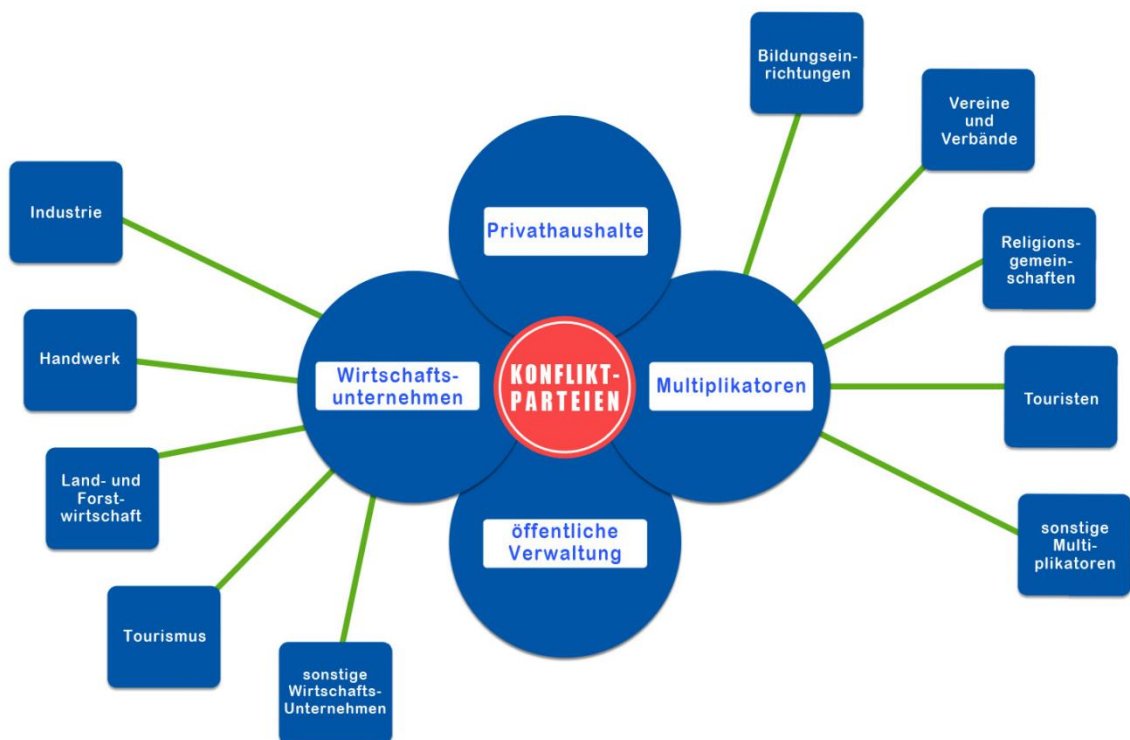 Bildungsein-
richtungen
Vereine
und
Verbände
Industrie
Privathaushalte
Religions-
gemein-
schaften
Handwerk
Wirtschafts-
unternehmen
KONFLIKT-
PARTEIEN
Multiplikatoren
Touristen
Land- und
Forst-
wirtschaft
öffentliche
Verwaltung
sonstige
Multi-
plikatoren
Tourismus
sonstige
Wirtschafts-
Unternehmen